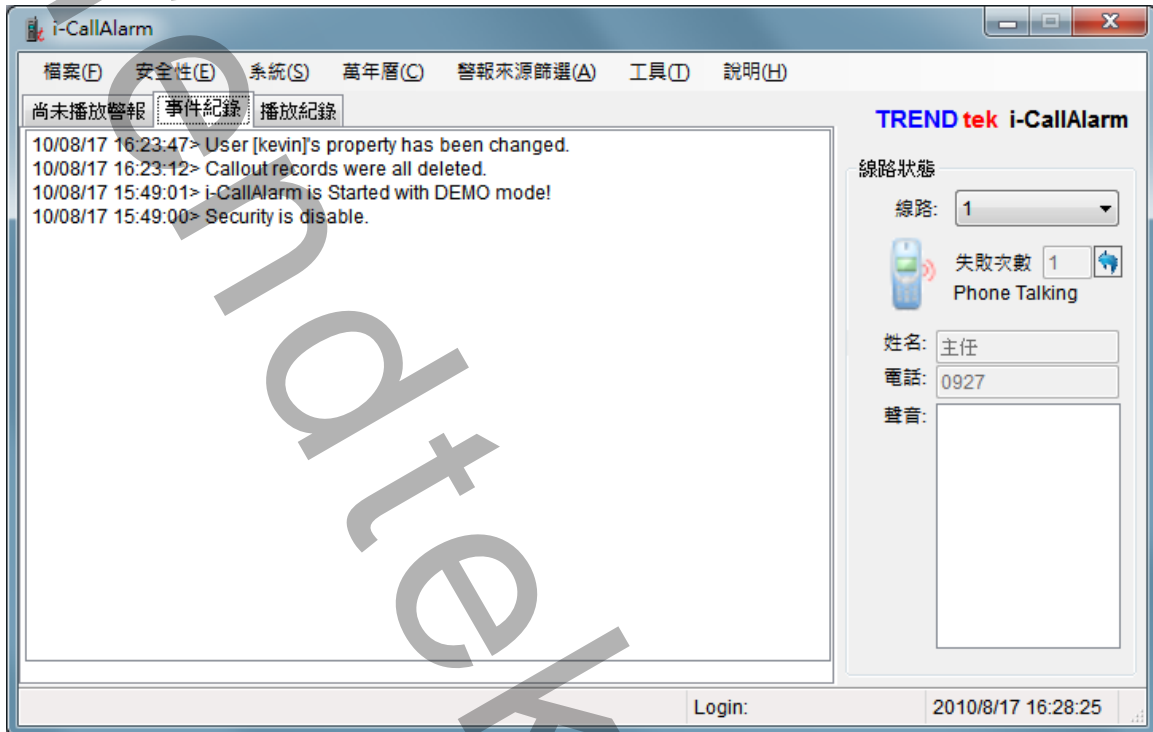 i-CallAlarm
檔案(F) 安全性(E) 系統(S) 萬年曆(C) 警報來源篩選(A) 工具(T) 說明(H)
尚未播放警報 事件紀錄 播放紀錄
TREND tek i-CallAlarm
10/08/17 16:23:47> User [kevin]'s property has been changed.
10/08/17 16:23:12> Callout records were all deleted.
10/08/17 15:49:01> i-CallAlarm is Started with DEMO mode!
10/08/17 15:49:00> Security is disable.
線路狀態
線路: 1
失敗次數 1
Phone Talking
姓名: 主任
電話: 0927
聲音:
Login: 2010/8/17 16:28:25
endtek